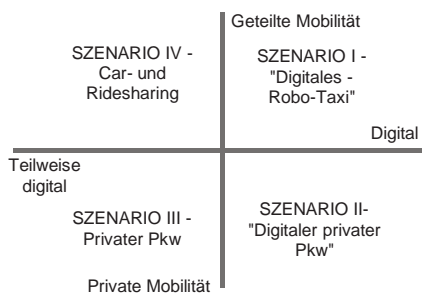 Geteilte Mobilität
SZENARIO IV -
Car- und
Ridesharing
SZENARIO I -
"Digitales -
Robo-Taxi"
Digital
Teilweise
digital
SZENARIO III -
Privater Pkw
SZENARIO II-
"Digitaler privater
Pkw"
Private Mobilität